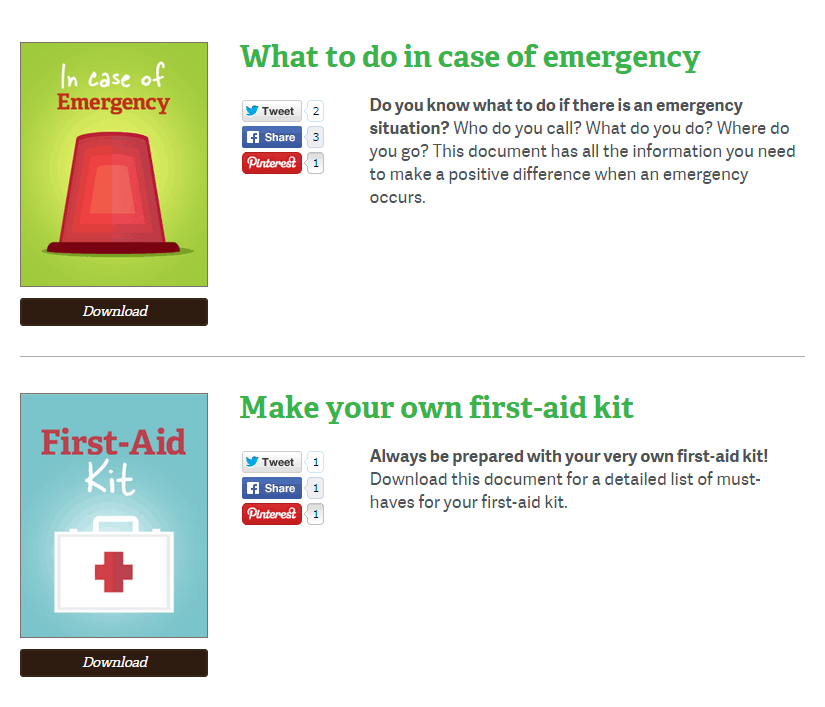 In case of
Emergency
Download
What to do in case of emergency
Tweet 2
Share 3
Pinterest 1
Do you know what to do if there is an emergency
situation? Who do you call? What do you do? Where do
you go? This document has all the information you need
to make a positive difference when an emergency
occurs.
First-Aid
Kit
Download
Make your own first-aid kit
Tweet 1
Share 1
Pinterest 1
Always be prepared with your very own first-aid kit!
Download this document for a detailed list of must-
haves for your first-aid kit.